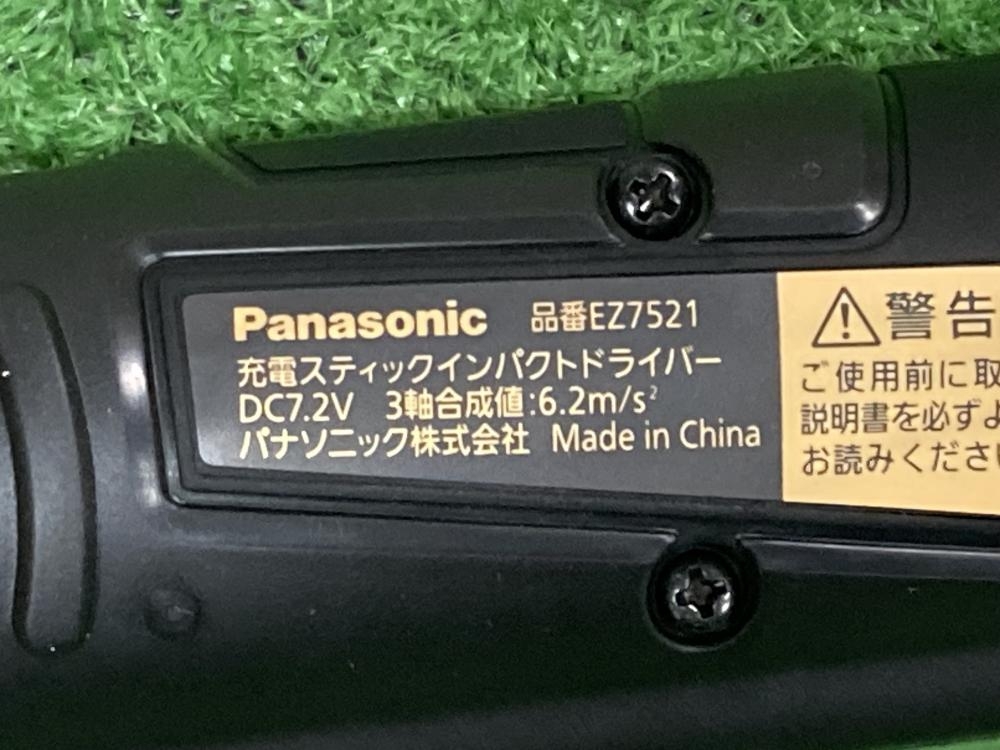 Panasonic 品番EZ7521
充電スティックインパクトドライバー
DC7.2V 3軸合成値:6.2m/s²
パナソニック株式会社 Made in China
警告
ご使用前に取
説明書を必ずよ
お読みくださ